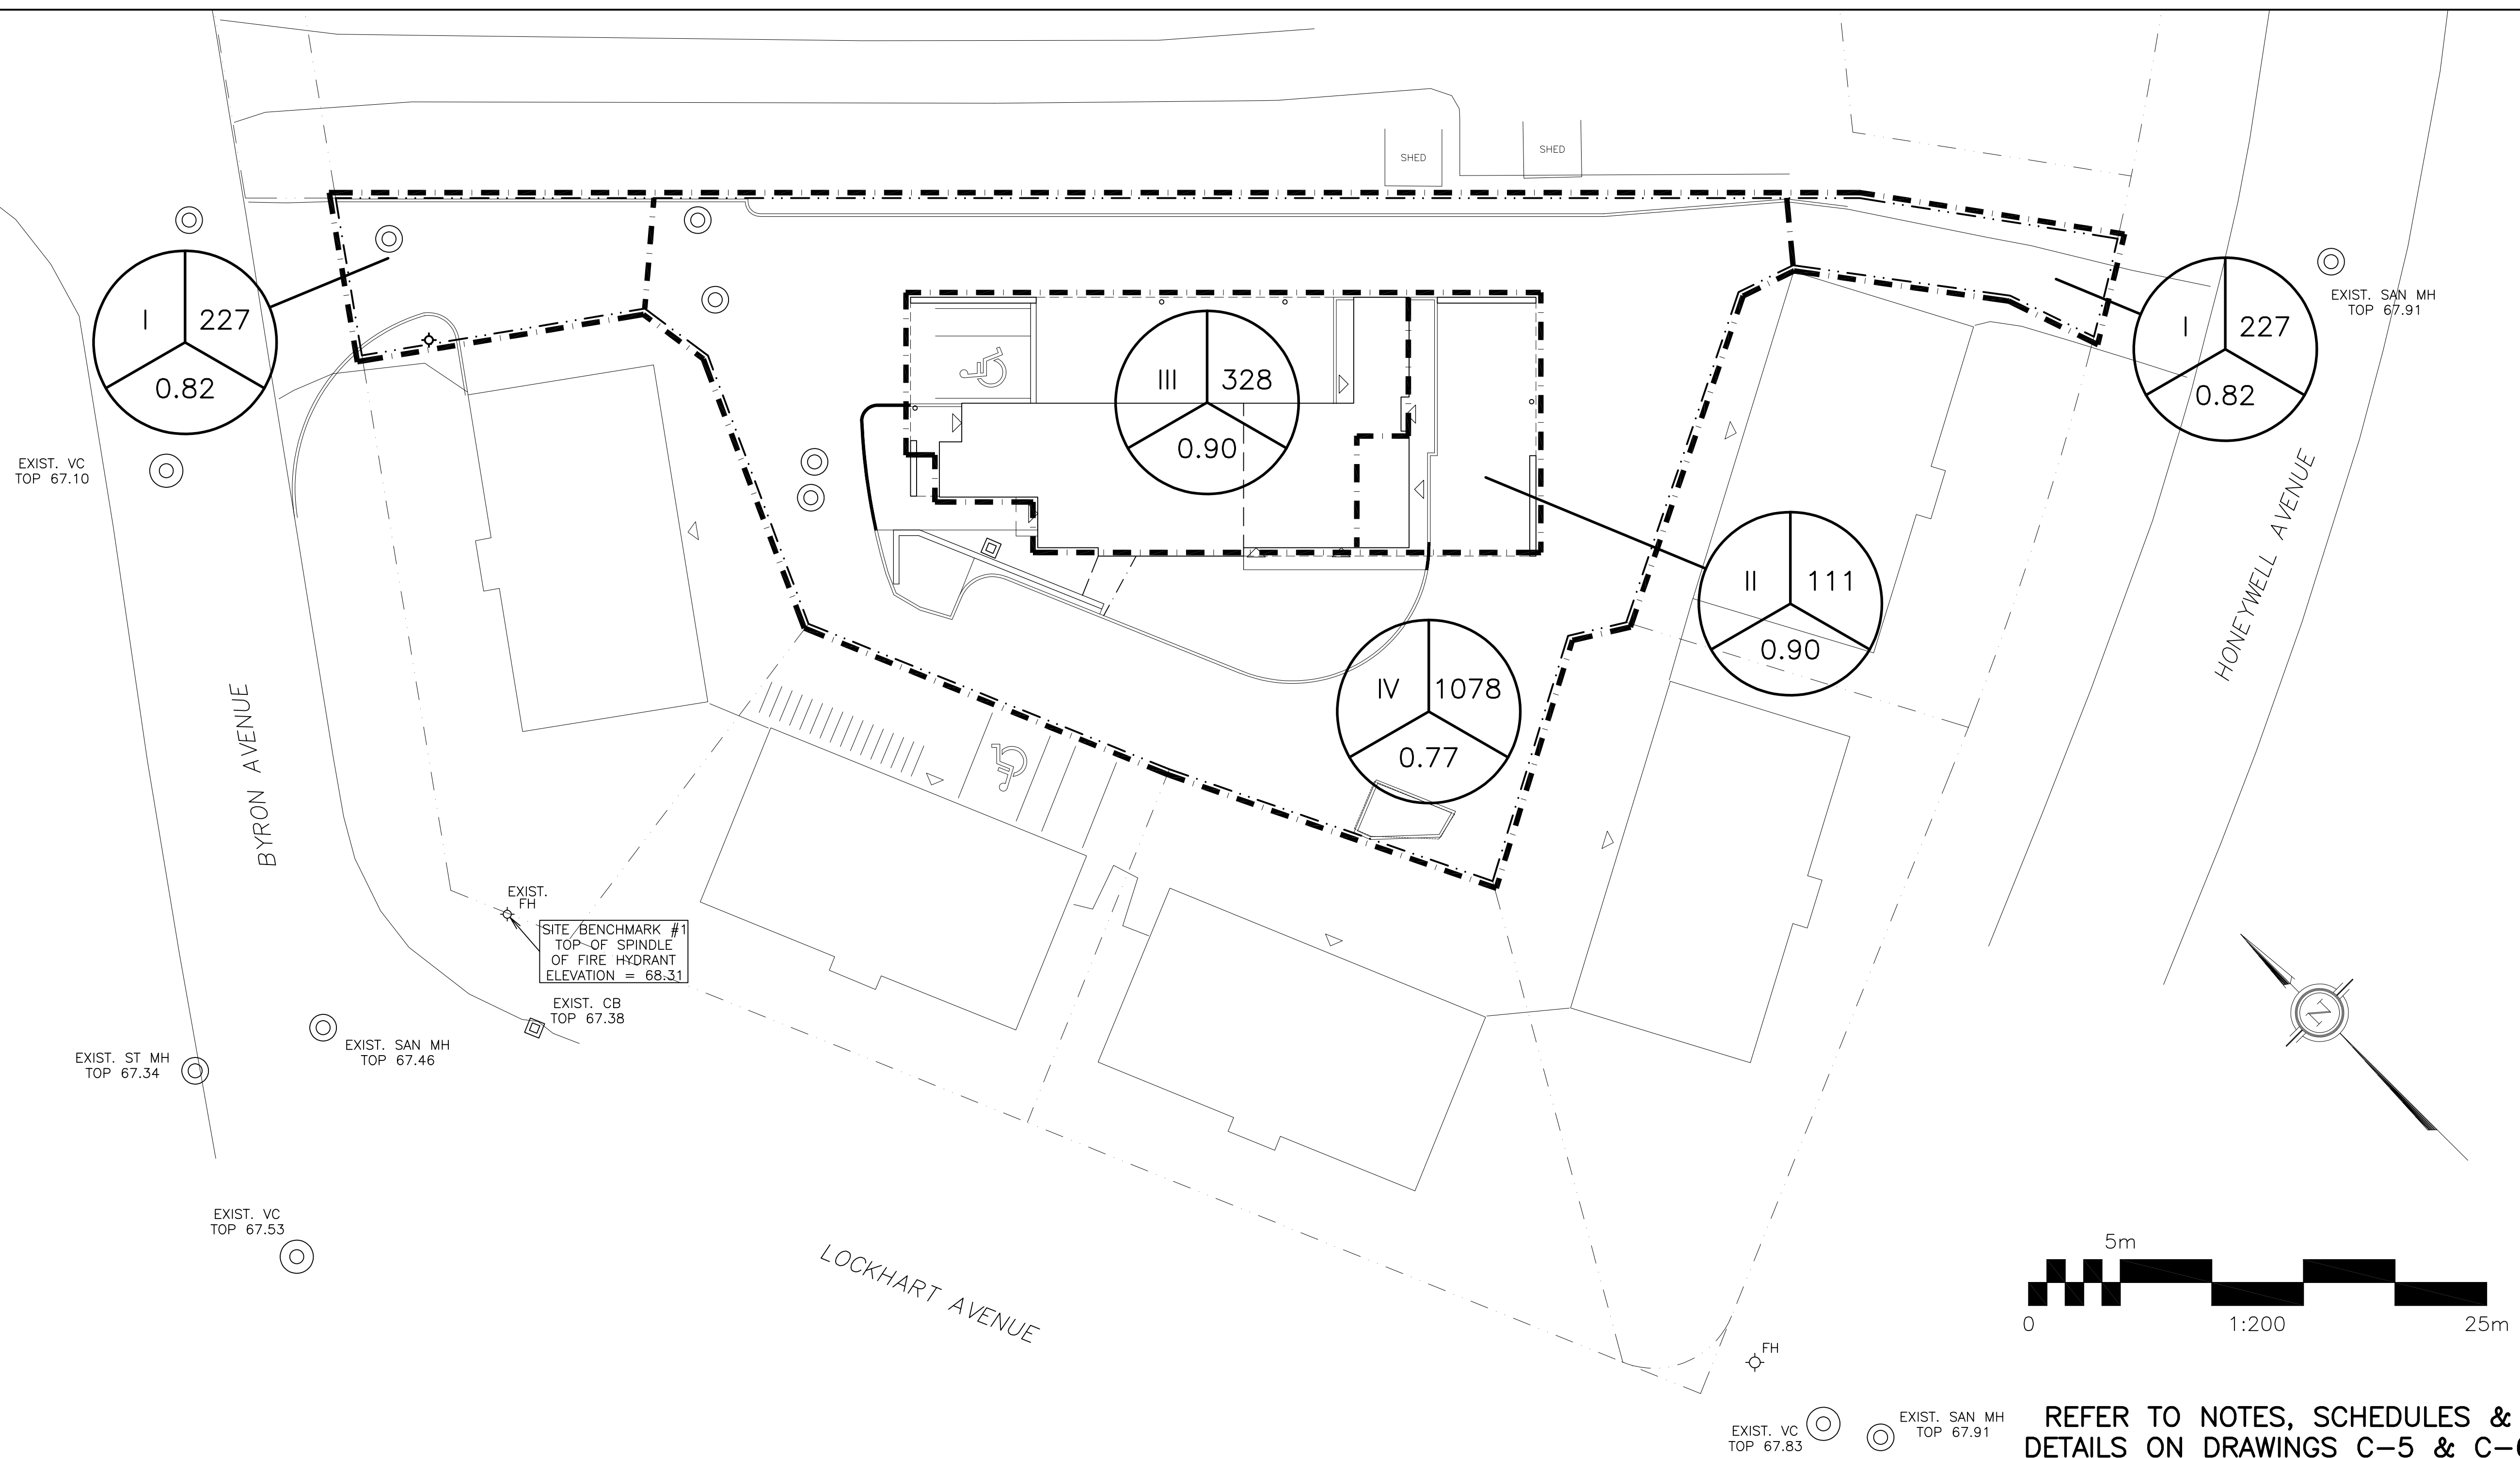 SHED
SHED
I
227
0.82
I
227
0.82
III
328
0.90
EXIST. SAN MH
TOP 67.91
EXIST. VC
TOP 67.10
HONEYWELL AVENUE
II
111
0.90
IV
1078
0.77
BYRON AVENUE
EXIST.
FH
SITE BENCHMARK #1
TOP OF SPINDLE
OF FIRE HYDRANT
ELEVATION = 68.31
EXIST. CB
TOP 67.38
EXIST. SAN MH
TOP 67.46
EXIST. ST MH
TOP 67.34
N
EXIST. VC
TOP 67.53
LOCKHART AVENUE
5m
0
1:200
25m
FH
EXIST. VC
TOP 67.83
EXIST. SAN MH
TOP 67.91
REFER TO NOTES, SCHEDULES &
DETAILS ON DRAWINGS C-5 &